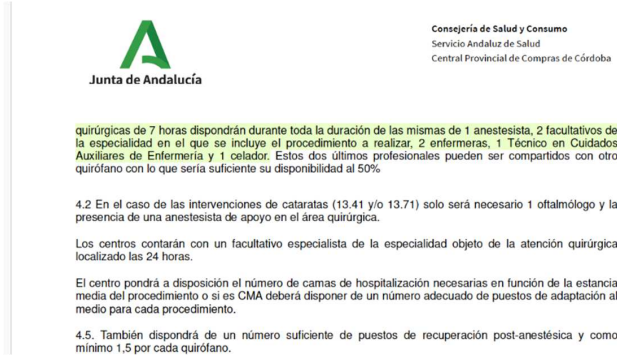 Junta de Andalucía
Consejería de Salud y Consumo
Servicio Andaluz de Salud
Central Provincial de Compras de Córdoba
quirúrgicas de 7 horas dispondrán durante toda la duración de las mismas de 1 anestesista, 2 facultativos de
la especialidad en el que se incluye el procedimiento a realizar, 2 enfermeras, 1 Técnico en Cuidados
Auxiliares de Enfermería y 1 celador. Estos dos últimos profesionales pueden ser compartidos con otro
quirófano con lo que sería suficiente su disponibilidad al 50%
4.2 En el caso de las intervenciones de cataratas (13.41 y/o 13.71) solo será necesario 1 oftalmólogo y la
presencia de una anestesista de apoyo en el área quirúrgica.
Los centros contarán con un facultativo especialista de la especialidad objeto de la atención quirúrgica
localizado las 24 horas.
El centro pondrá a disposición el número de camas de hospitalización necesarias en función de la estancia
media del procedimiento o si es CMA deberá disponer de un número adecuado de puestos de adaptación al
medio para cada procedimiento.
4.5. También dispondrá de un número suficiente de puestos de recuperación post-anestésica y como
mínimo 1,5 por cada quirófano.